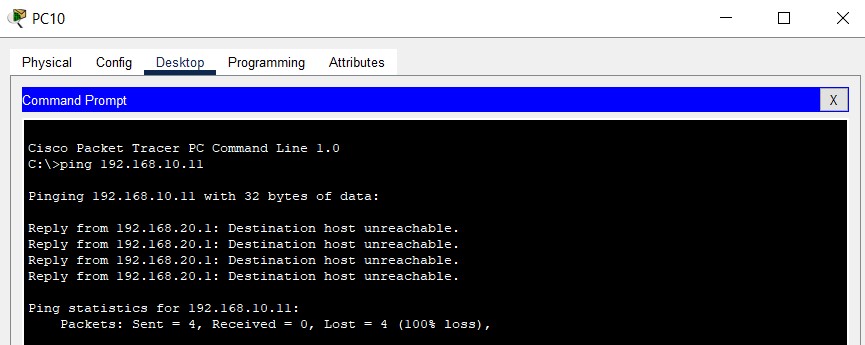 PC10
Physical Config Desktop Programming Attributes
Command Prompt X
Cisco Packet Tracer PC Command Line 1.0
C:\>ping 192.168.10.11
Pinging 192.168.10.11 with 32 bytes of data:
Reply from 192.168.20.1: Destination host unreachable.
Reply from 192.168.20.1: Destination host unreachable.
Reply from 192.168.20.1: Destination host unreachable.
Reply from 192.168.20.1: Destination host unreachable.
Ping statistics for 192.168.10.11:
Packets: Sent = 4, Received = 0, Lost = 4 (100% loss),